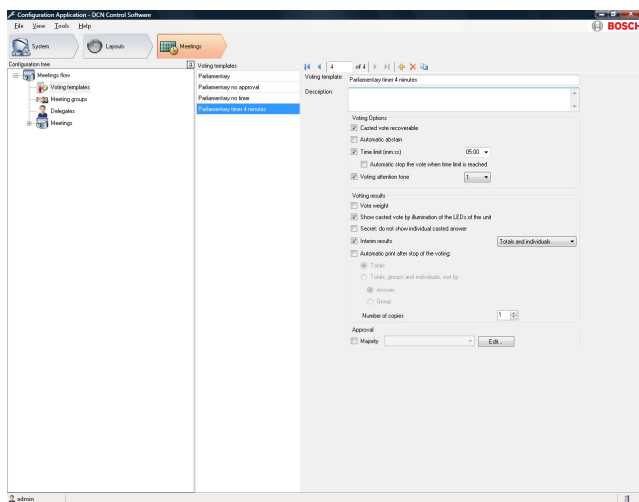 Configuration Application - DCN Control Software
File View Tools Help
BOSCH
System
Layouts
Meetings
Configuration tree
Meetings flow
Voting templates
Meeting groups
Delegates
Meetings
Voting templates
Parliamentary
Parliamentary no approval
Parliamentary no timer
Parliamentary timer 4 minutes
4 of 4
Voting template: Parliamentary timer 4 minutes
Description:
Voting Options
Casted vote recoverable
Automatic abstain
Time limit (mm:ss) 05:00
Automatic stop the vote when time limit is reached
Voting attention tone 1
Votting results
Vote weight
Show casted vote by illumination of the LEDs of the unit
Secret: do not show individual casted answer
Interim results Totals and individuals
Automatic print after stop of the voting:
Totals
Totals, groups and individuals, sort by
Answer
Group
Number of copies 1
Approval
Majority Edit...
admin